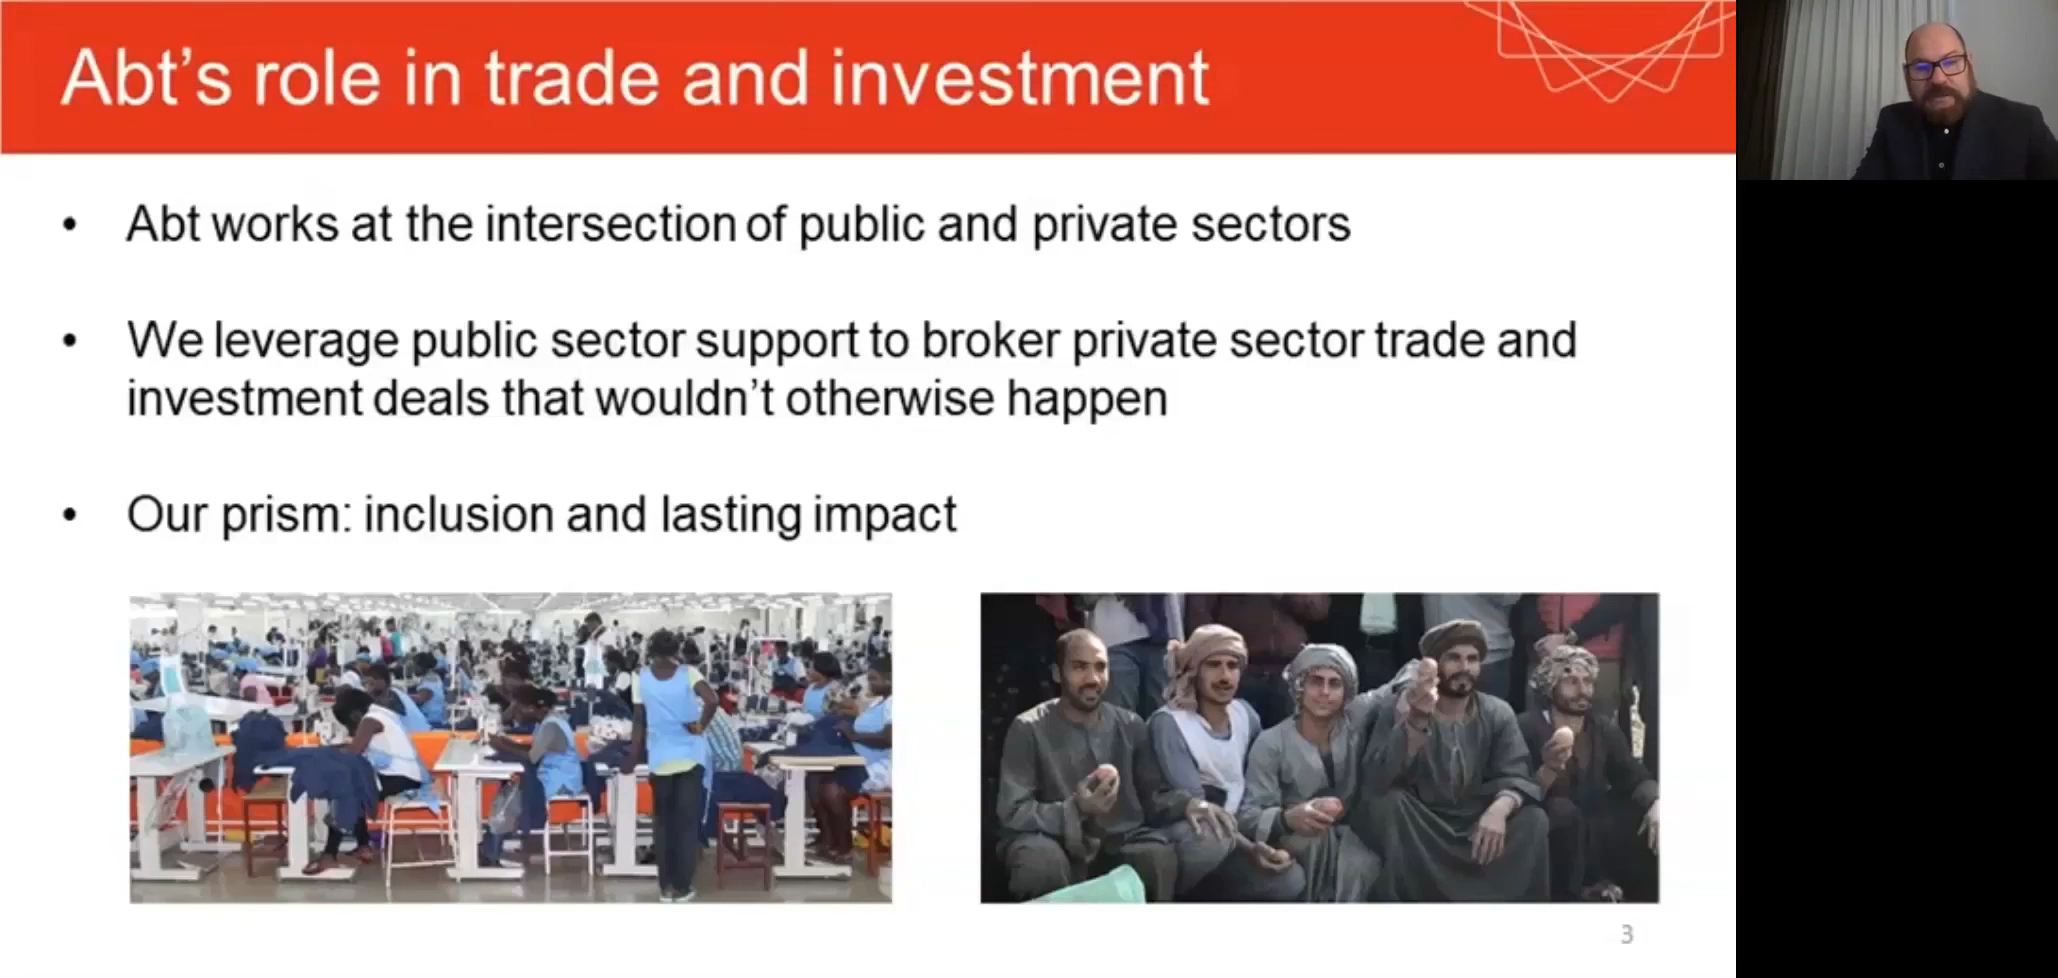 Abt’s role in trade and investment
• Abt works at the intersection of public and private sectors
• We leverage public sector support to broker private sector trade and
investment deals that wouldn’t otherwise happen
• Our prism: inclusion and lasting impact
3